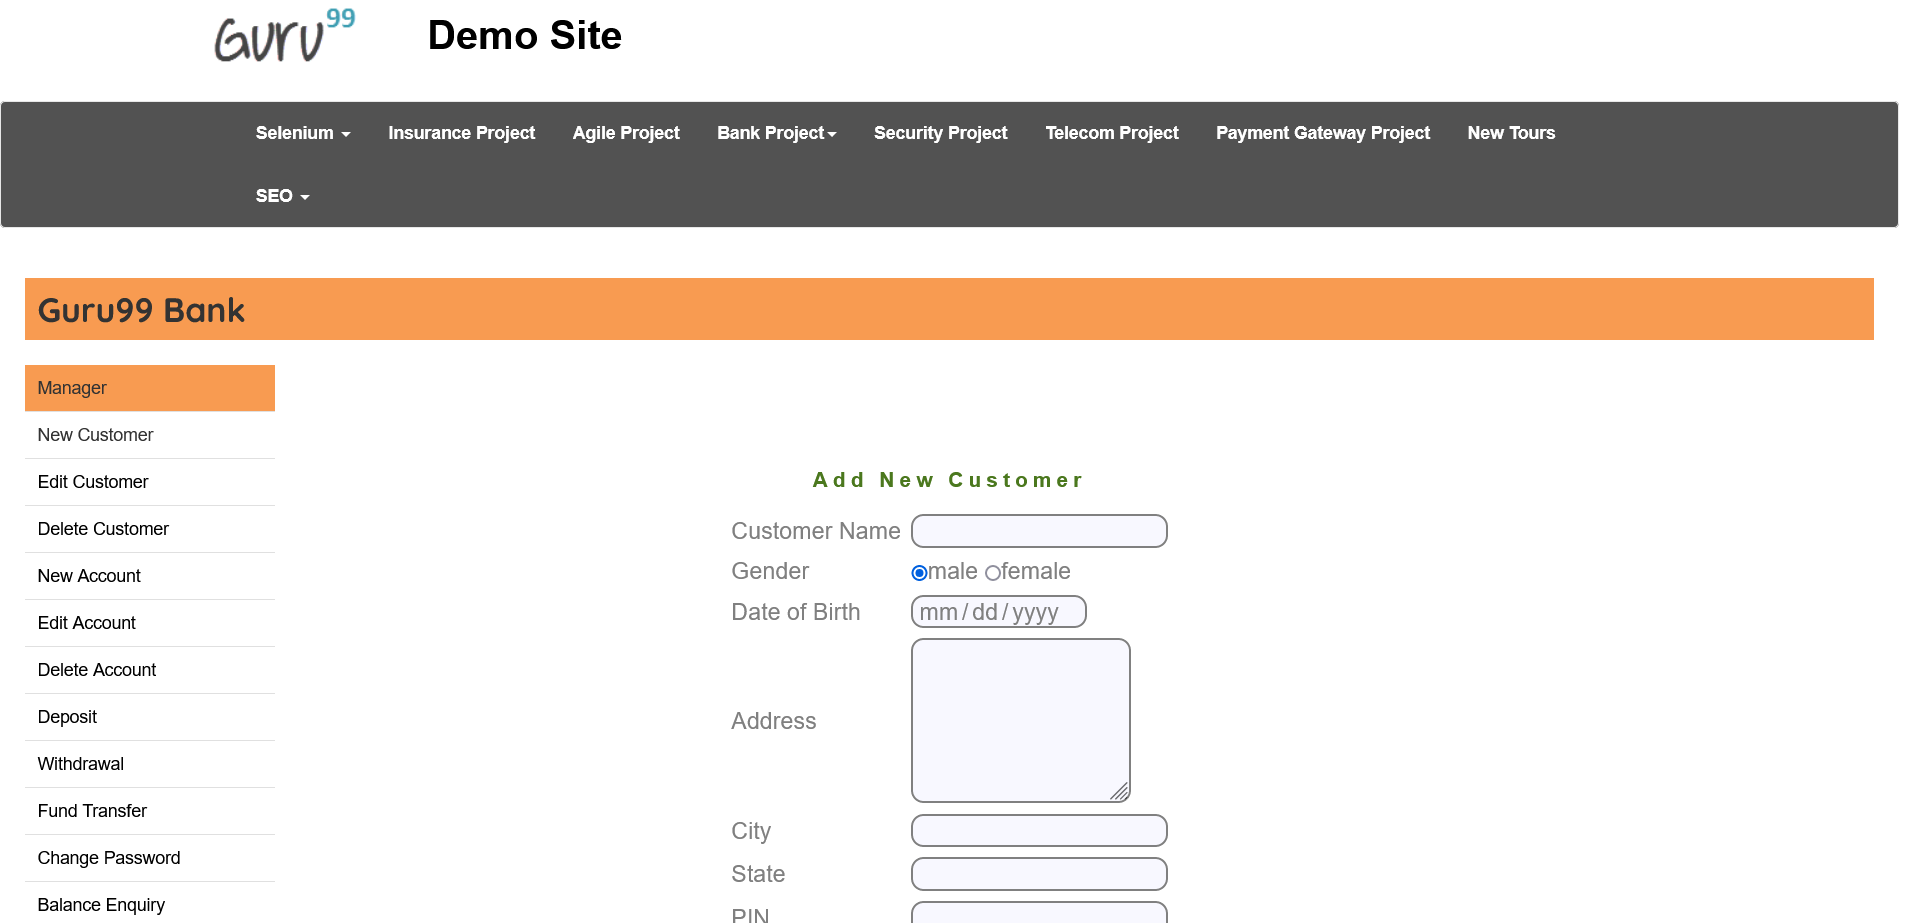 Guru99 Demo Site
Selenium Insurance Project Agile Project Bank Project Security Project Telecom Project Payment Gateway Project New Tours
SEO
Guru99 Bank
Manager
New Customer
Edit Customer
Delete Customer
New Account
Edit Account
Delete Account
Deposit
Withdrawal
Fund Transfer
Change Password
Balance Enquiry
Add New Customer
Customer Name
Gender male female
Date of Birth mm/dd/yyyy
Address
City
State
PIN